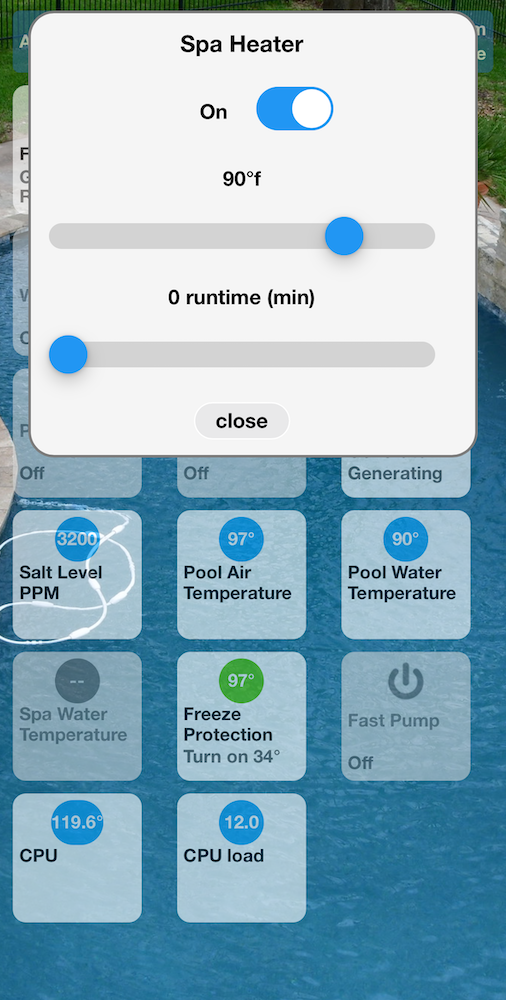 Spa Heater
On
90°f
0 runtime (min)
close
Off
Off
Generating
3200
Salt Level
PPM
97°
Pool Air
Temperature
90°
Pool Water
Temperature
--
Spa Water
Temperature
97°
Freeze
Protection
Turn on 34°
Fast Pump
Off
119.6°
CPU
12.0
CPU load